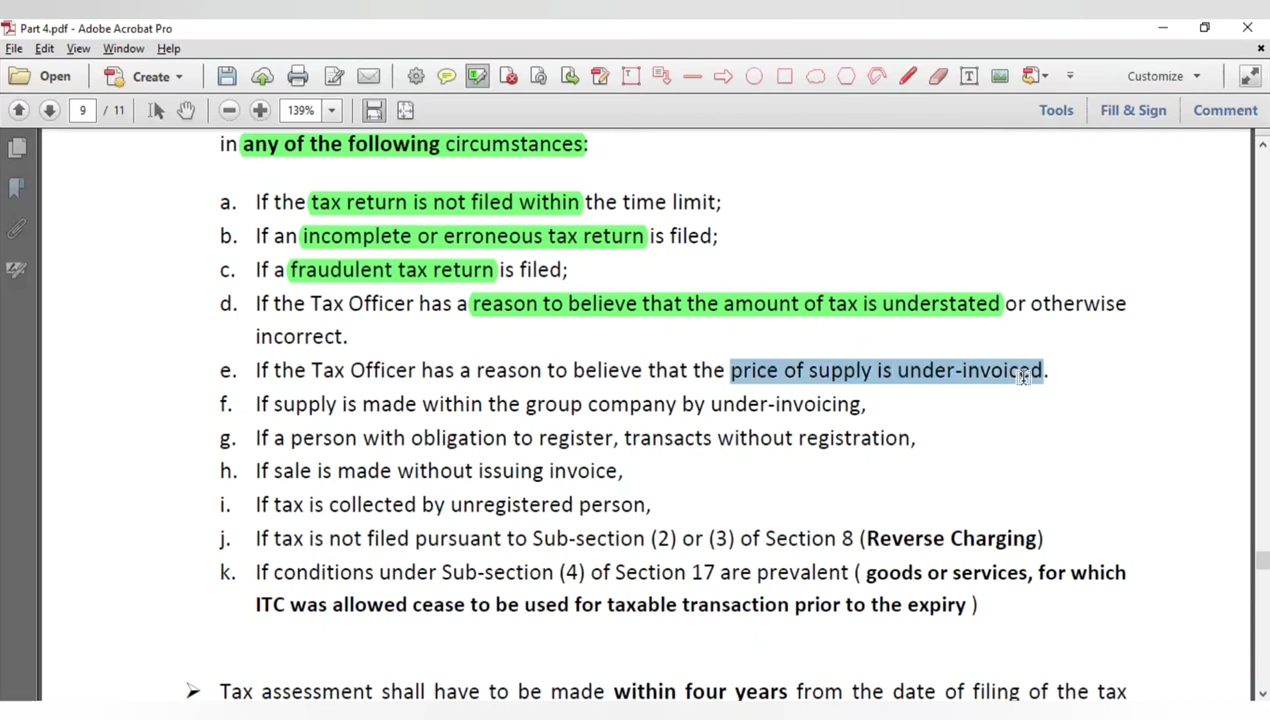 Part 4.pdf - Adobe Acrobat Pro
File Edit View Window Help
Open Create Customize
9 / 11 139% Tools Fill & Sign Comment
in any of the following circumstances:
a. If the tax return is not filed within the time limit;
b. If an incomplete or erroneous tax return is filed;
c. If a fraudulent tax return is filed;
d. If the Tax Officer has a reason to believe that the amount of tax is understated or otherwise
incorrect.
e. If the Tax Officer has a reason to believe that the price of supply is under-invoiced.
f. If supply is made within the group company by under-invoicing,
g. If a person with obligation to register, transacts without registration,
h. If sale is made without issuing invoice,
i. If tax is collected by unregistered person,
j. If tax is not filed pursuant to Sub-section (2) or (3) of Section 8 (Reverse Charging)
k. If conditions under Sub-section (4) of Section 17 are prevalent ( goods or services, for which
ITC was allowed cease to be used for taxable transaction prior to the expiry )
➢ Tax assessment shall have to be made within four years from the date of filing of the tax